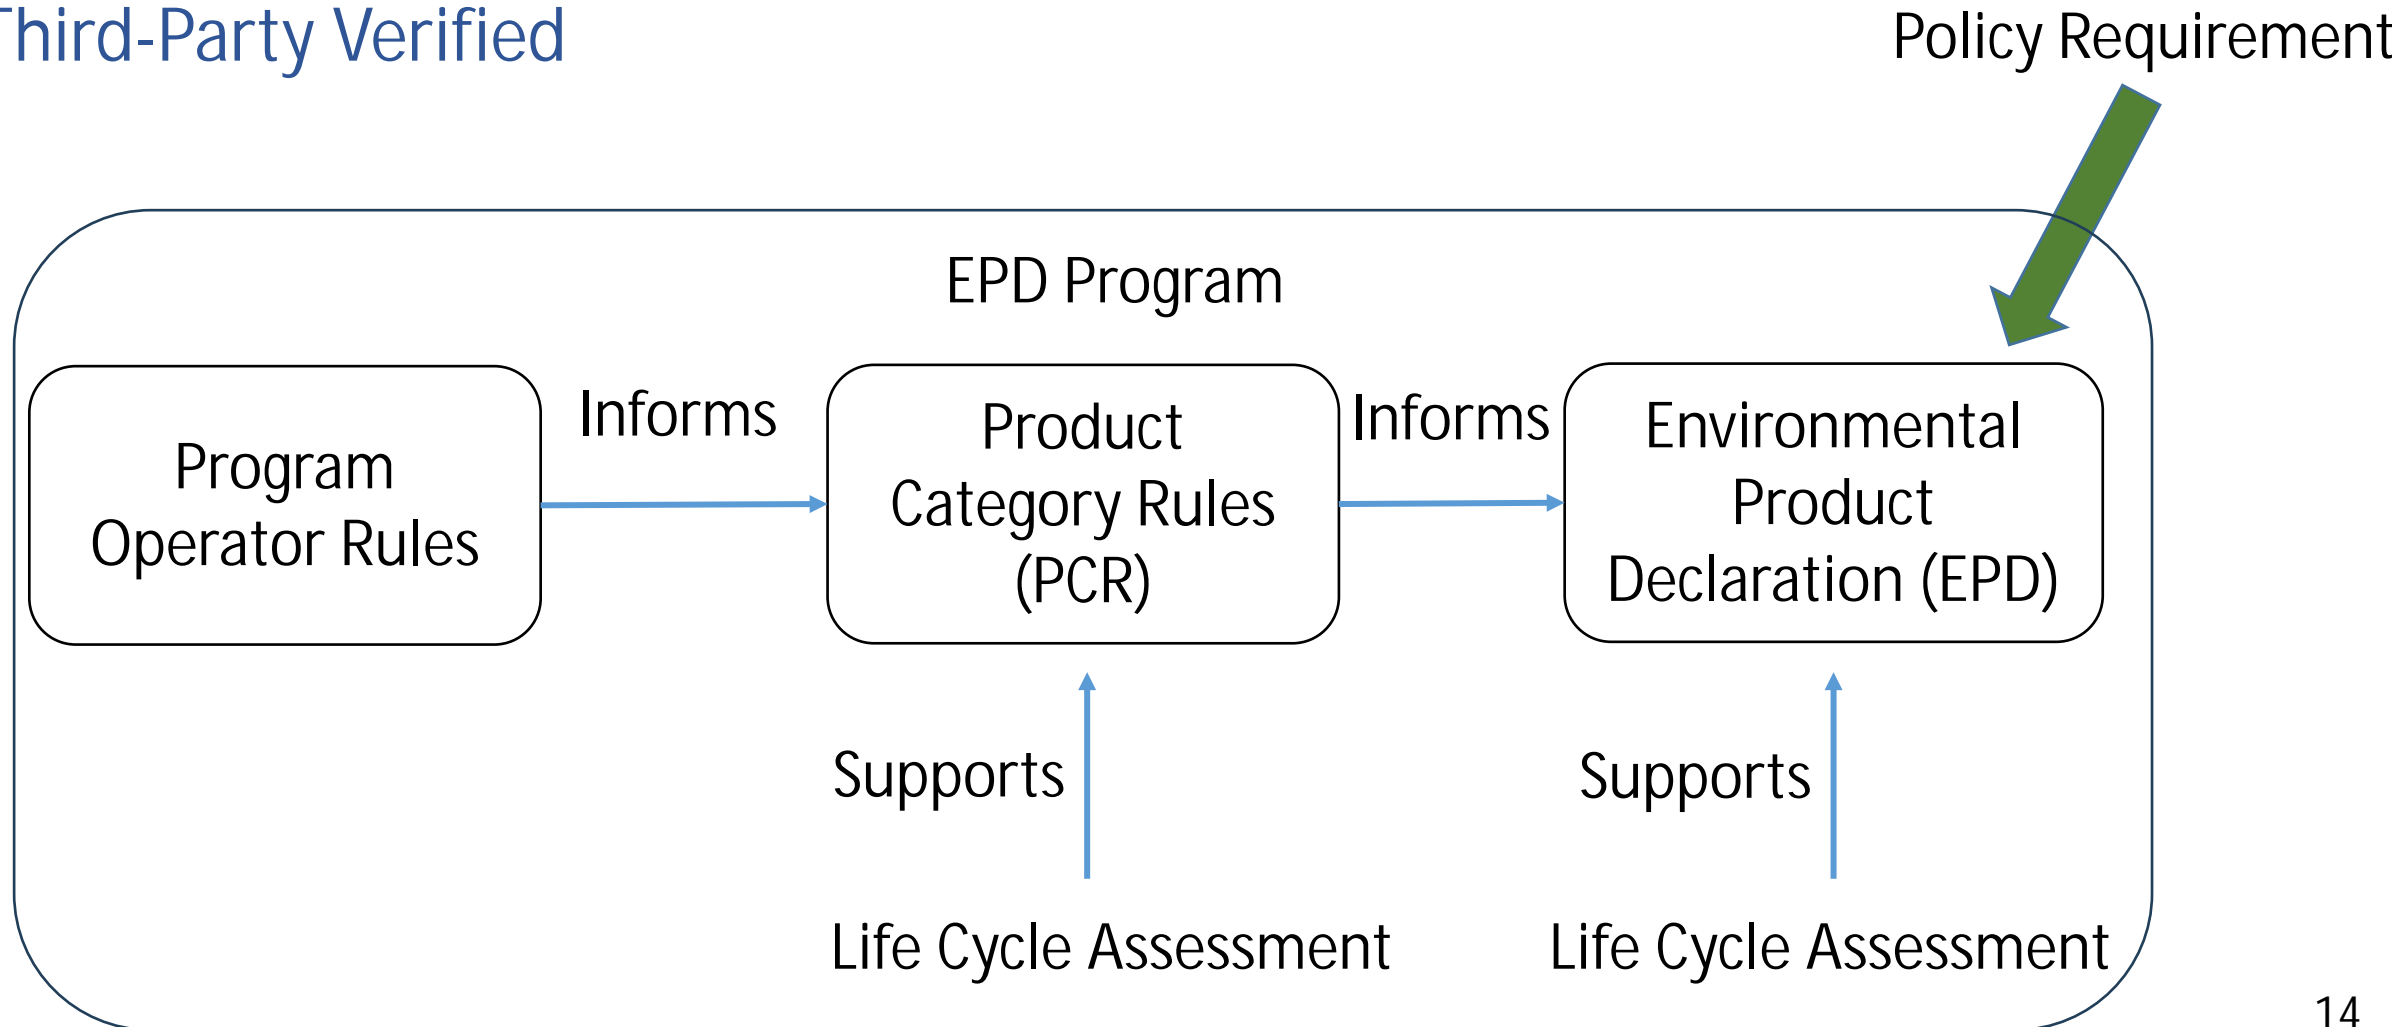 Third-Party Verified
Policy Requirement
EPD Program
Program
Operator Rules
Informs
Product
Category Rules
(PCR)
Informs
Environmental
Product
Declaration (EPD)
Supports
Supports
Life Cycle Assessment
Life Cycle Assessment
14